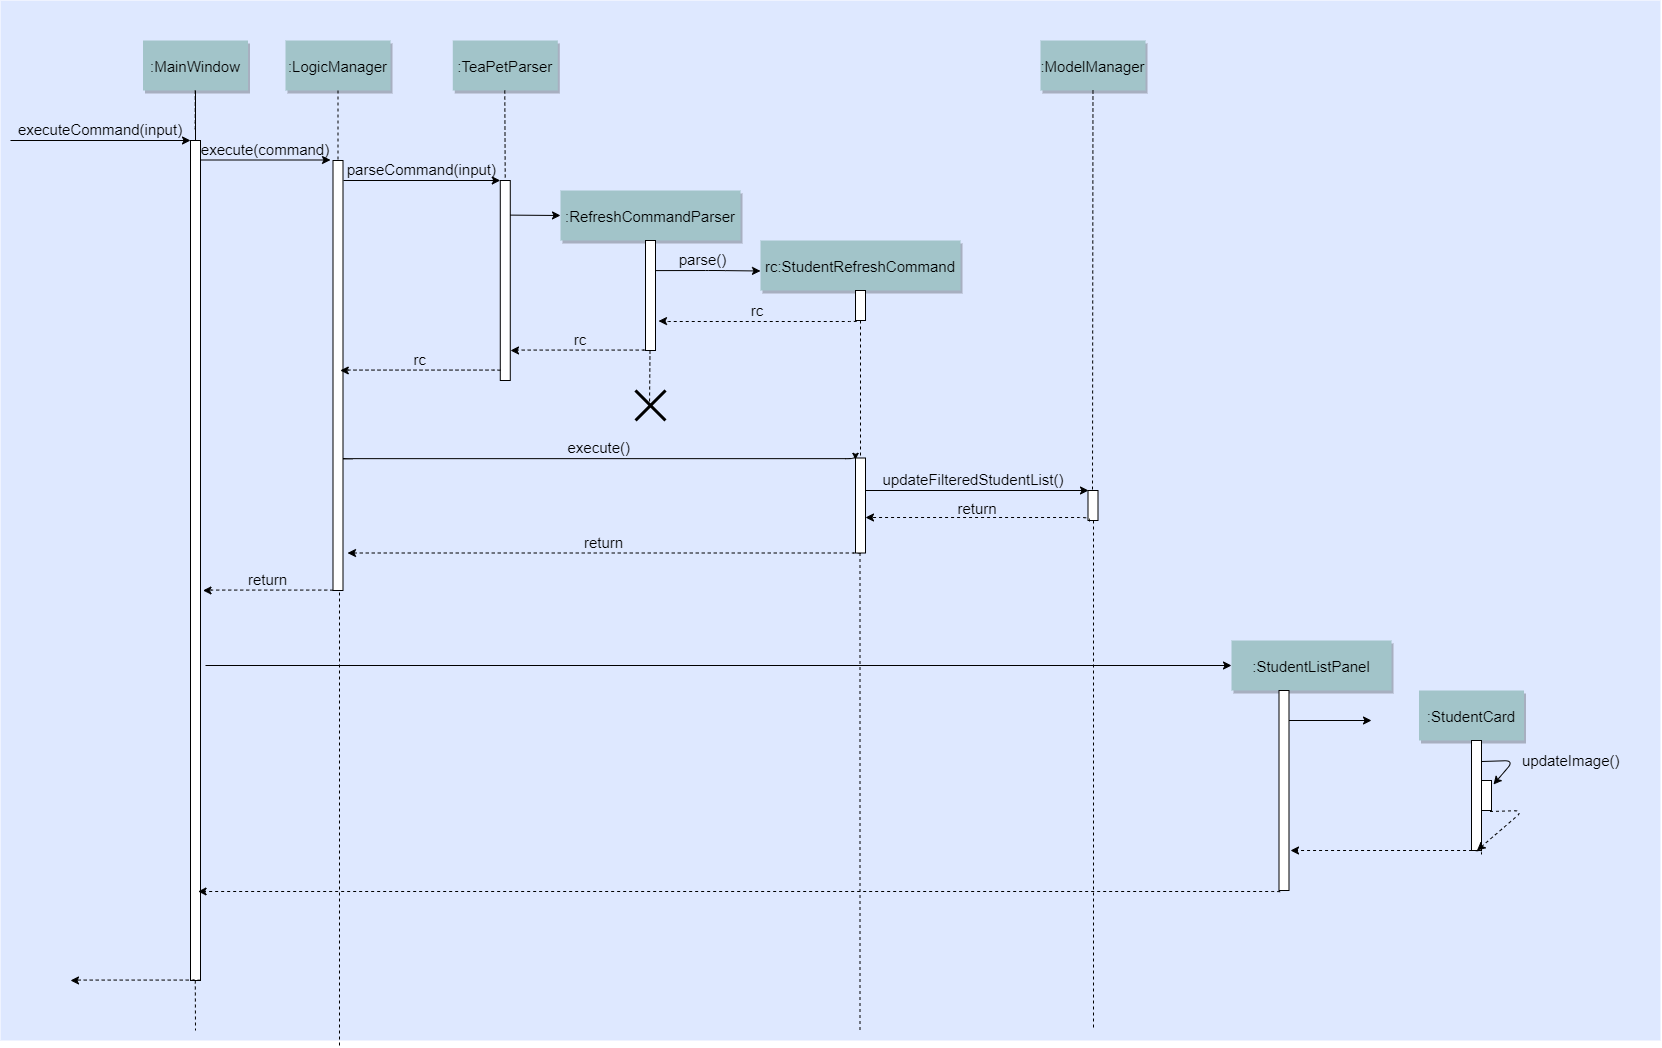 :MainWindow
:LogicManager
:TeaPetParser
:ModelManager
executeCommand(input)
execute(command)
parseCommand(input)
:RefreshCommandParser
parse()
rc:StudentRefreshCommand
rc
rc
rc
execute()
updateFilteredStudentList()
return
return
return
:StudentListPanel
:StudentCard
updateImage()